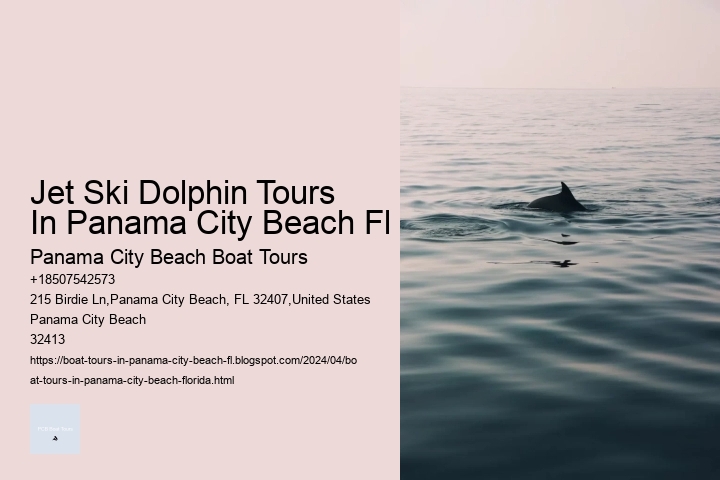 Jet Ski Dolphin Tours
In Panama City Beach Fl
Panama City Beach Boat Tours
+18507542573
215 Birdie Ln,Panama City Beach, FL 32407,United States
Panama City Beach
32413
https://boat-tours-in-panama-city-beach-fl.blogspot.com/2024/04/bo
at-tours-in-panama-city-beach-florida.html